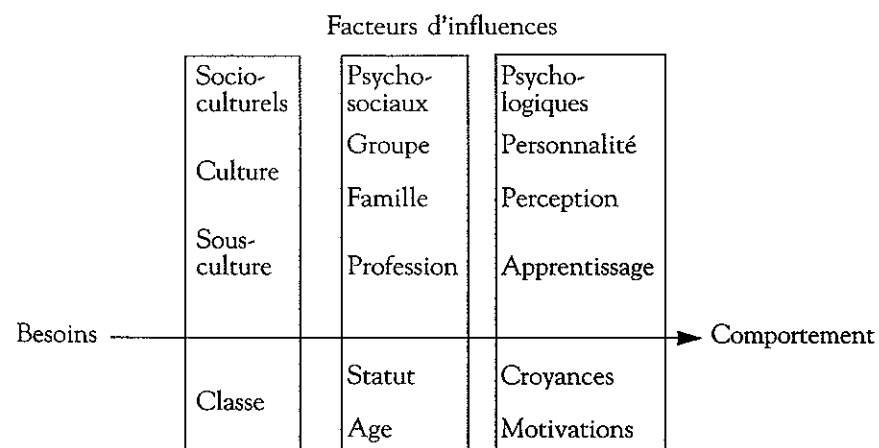 Facteurs d'influences
Socio-
culturels
Culture
Sous-
culture
Classe
Psycho-
sociaux
Groupe
Famille
Profession
Statut
Age
Psycho-
logiques
Personnalité
Perception
Apprentissage
Croyances
Motivations
Besoins
Comportement